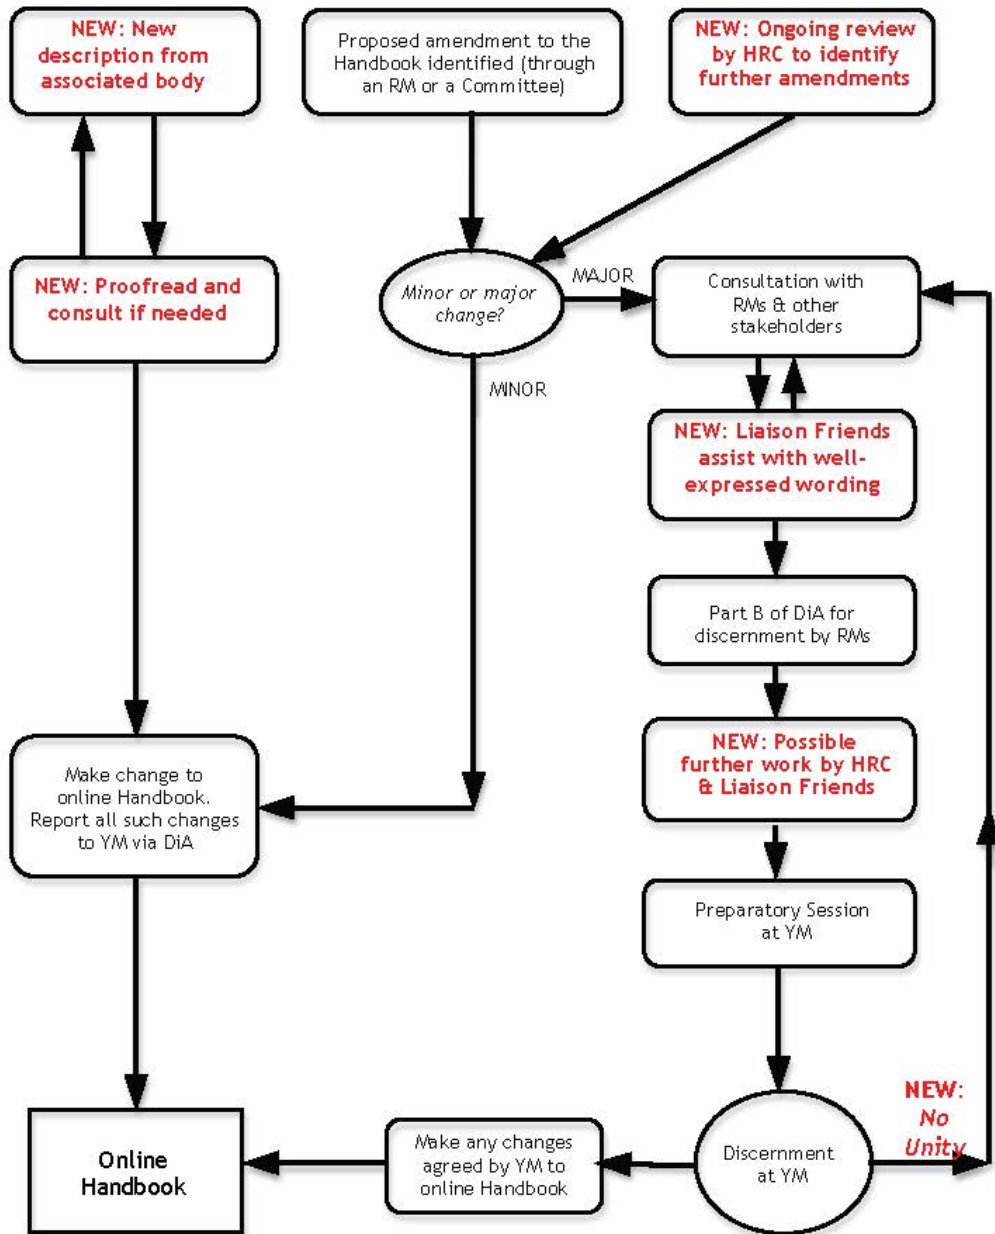 NEW: New
description from
associated body
Proposed amendment to the
Handbook identified (through
an RM or a Committee)
NEW: Ongoing review
by HRC to identify
further amendments
NEW: Proofread and
consult if needed
Minor or major
change?
MAJOR
Consultation with
RMs & other
stakeholders
MINOR
NEW: Liaison Friends
assist with well-
expressed wording
Part B of DiA for
discernment by RMs
NEW: Possible
further work by HRC
& Liaison Friends
Make change to
online Handbook.
Report all such changes
to YM via DiA
Preparatory Session
at YM
NEW:
No
Unity
Online
Handbook
Make any changes
agreed by YM to
online Handbook
Discernment
at YM